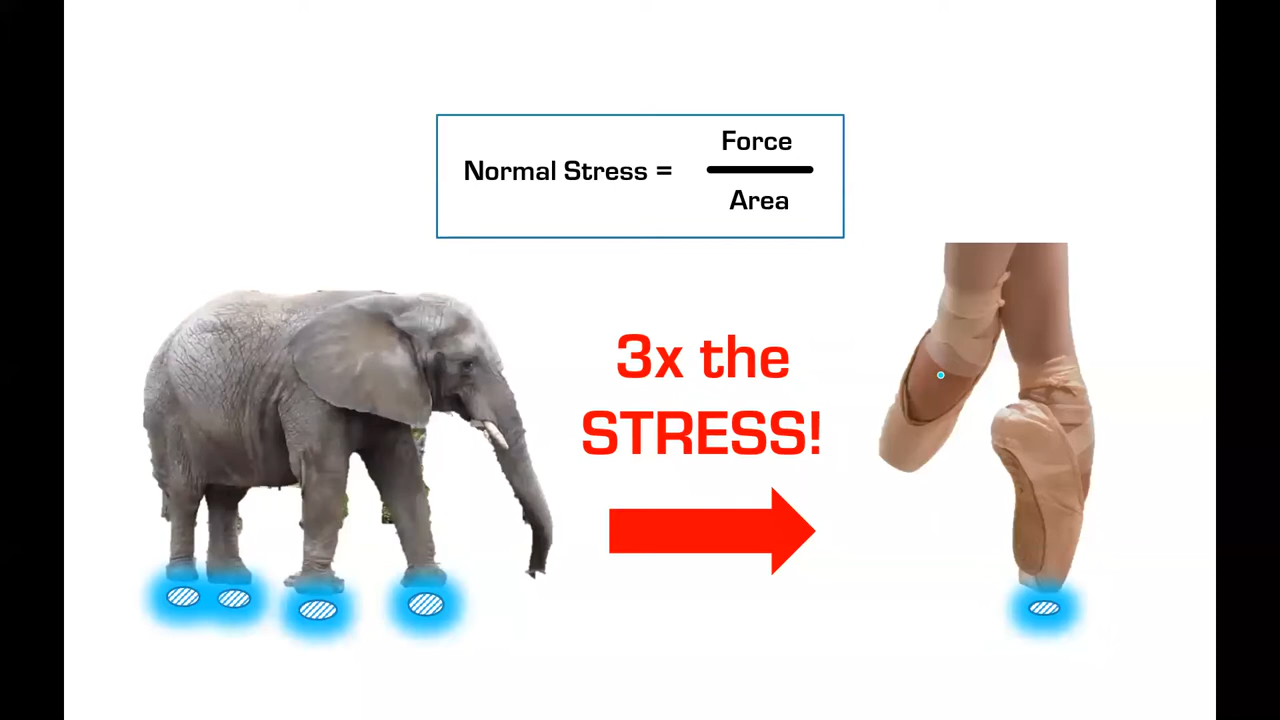 Normal Stress =
Force
Area
3x the
STRESS!